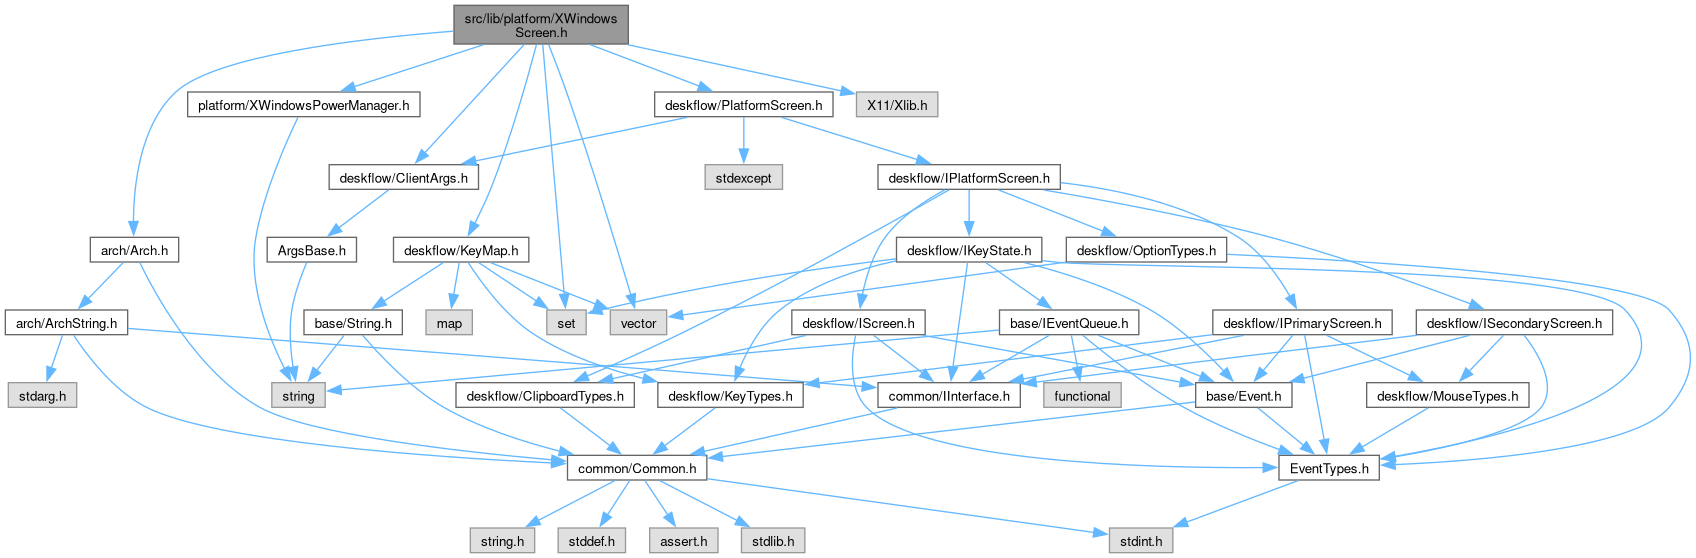 src/lib/platform/XWindows
Screen.h
platform/XWindowsPowerManager.h
deskflow/PlatformScreen.h
X11/Xlib.h
deskflow/ClientArgs.h
stdexcept
deskflow/IPlatformScreen.h
arch/Arch.h
ArgsBase.h
deskflow/KeyMap.h
deskflow/IKeyState.h
deskflow/OptionTypes.h
arch/ArchString.h
base/String.h
map
set
vector
deskflow/IScreen.h
base/IEventQueue.h
deskflow/IPrimaryScreen.h
deskflow/ISecondaryScreen.h
stdarg.h
string
deskflow/ClipboardTypes.h
deskflow/KeyTypes.h
common/IInterface.h
functional
base/Event.h
deskflow/MouseTypes.h
common/Common.h
EventTypes.h
string.h
stddef.h
assert.h
stdlib.h
stdint.h